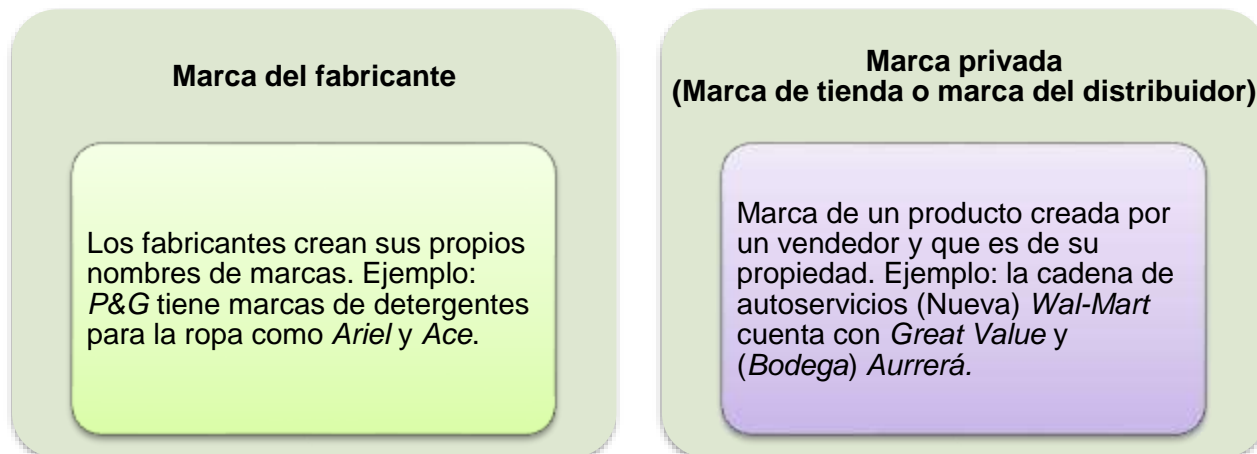 Marca del fabricante
Los fabricantes crean sus propios
nombres de marcas. Ejemplo:
P&G tiene marcas de detergentes
para la ropa como Ariel y Ace.
Marca privada
(Marca de tienda o marca del distribuidor)
Marca de un producto creada por
un vendedor y que es de su
propiedad. Ejemplo: la cadena de
autoservicios (Nueva) Wal-Mart
cuenta con Great Value y
(Bodega) Aurrerá.